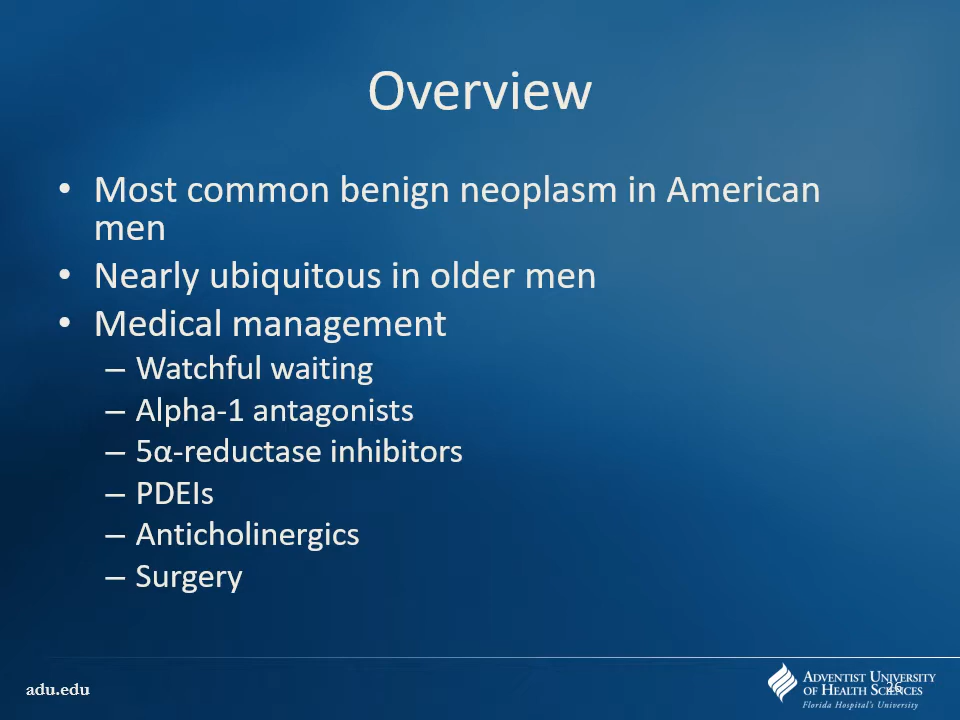 Overview
• Most common benign neoplasm in American
men
• Nearly ubiquitous in older men
• Medical management
– Watchful waiting
– Alpha-1 antagonists
– 5α-reductase inhibitors
– PDEIs
– Anticholinergics
– Surgery
adu.edu
ADVENTIST UNIVERSITY
OF HEALTH SCIENCES
Florida Hospital's University
26